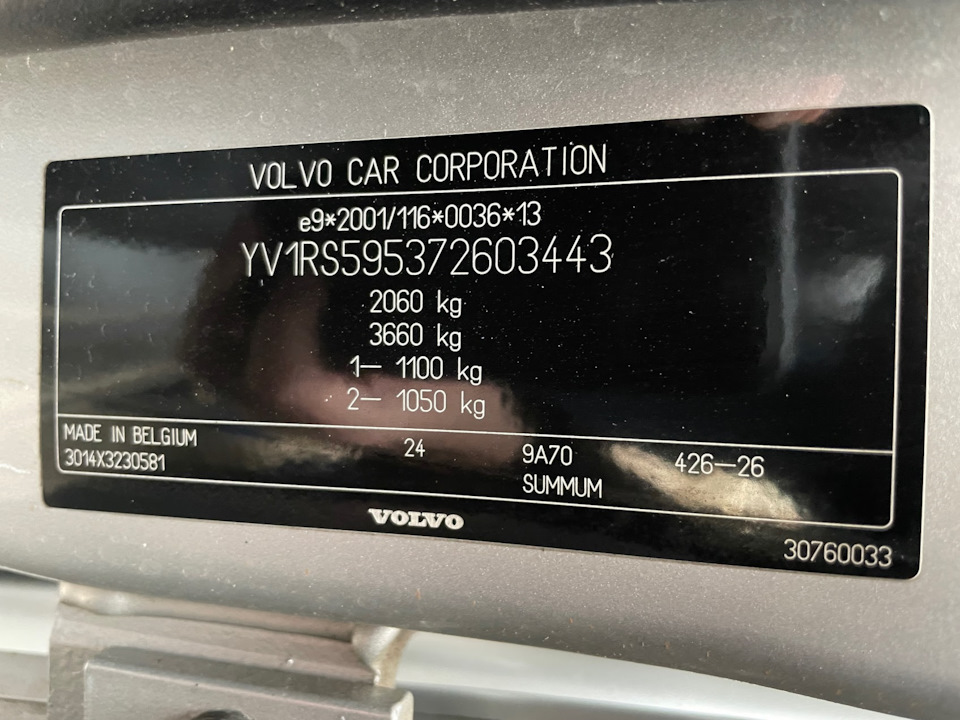 VOLVO CAR CORPORATION
e9*2001/116*0036*13
YV1RS595372603443
2060 kg
3660 kg
1— 1100 kg
2— 1050 kg
MADE IN BELGIUM 24 9A70 426—26
3014X3230581 SUMMUM
VOLVO
30760033